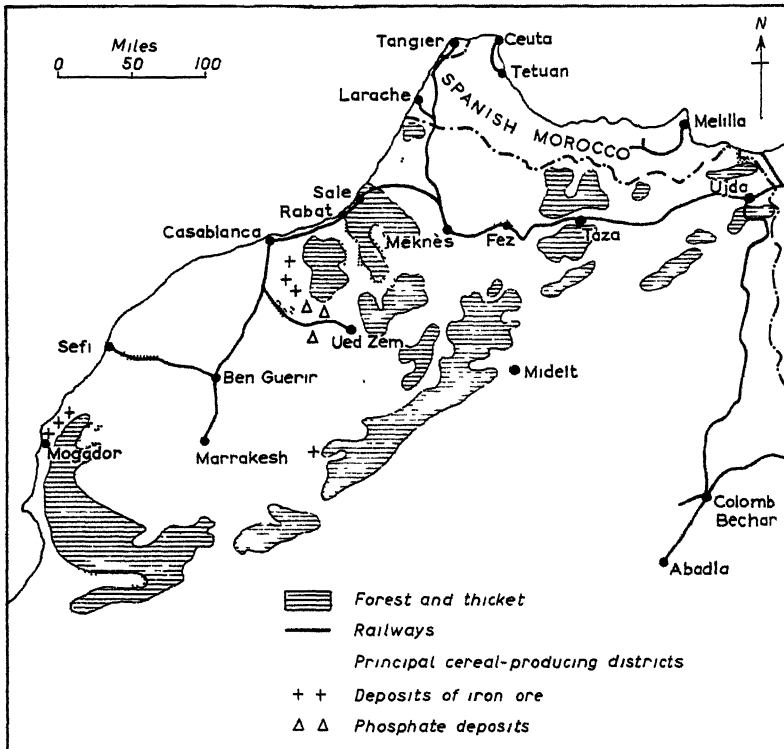 Miles
0 50 100
N
Tangier
Ceuta
Tetuan
Larache
SPANISH MOROCCO
Melilla
Sale
Rabat
Ujda
Casablanca
Mēknès
Fez
Taza
Sefi
Ued Zem
Midelt
Ben Guerir
Mogador
Marrakesh
Colomb
Bechar
Abadla
Forest and thicket
Railways
Principal cereal-producing districts
Deposits of iron ore
Phosphate deposits